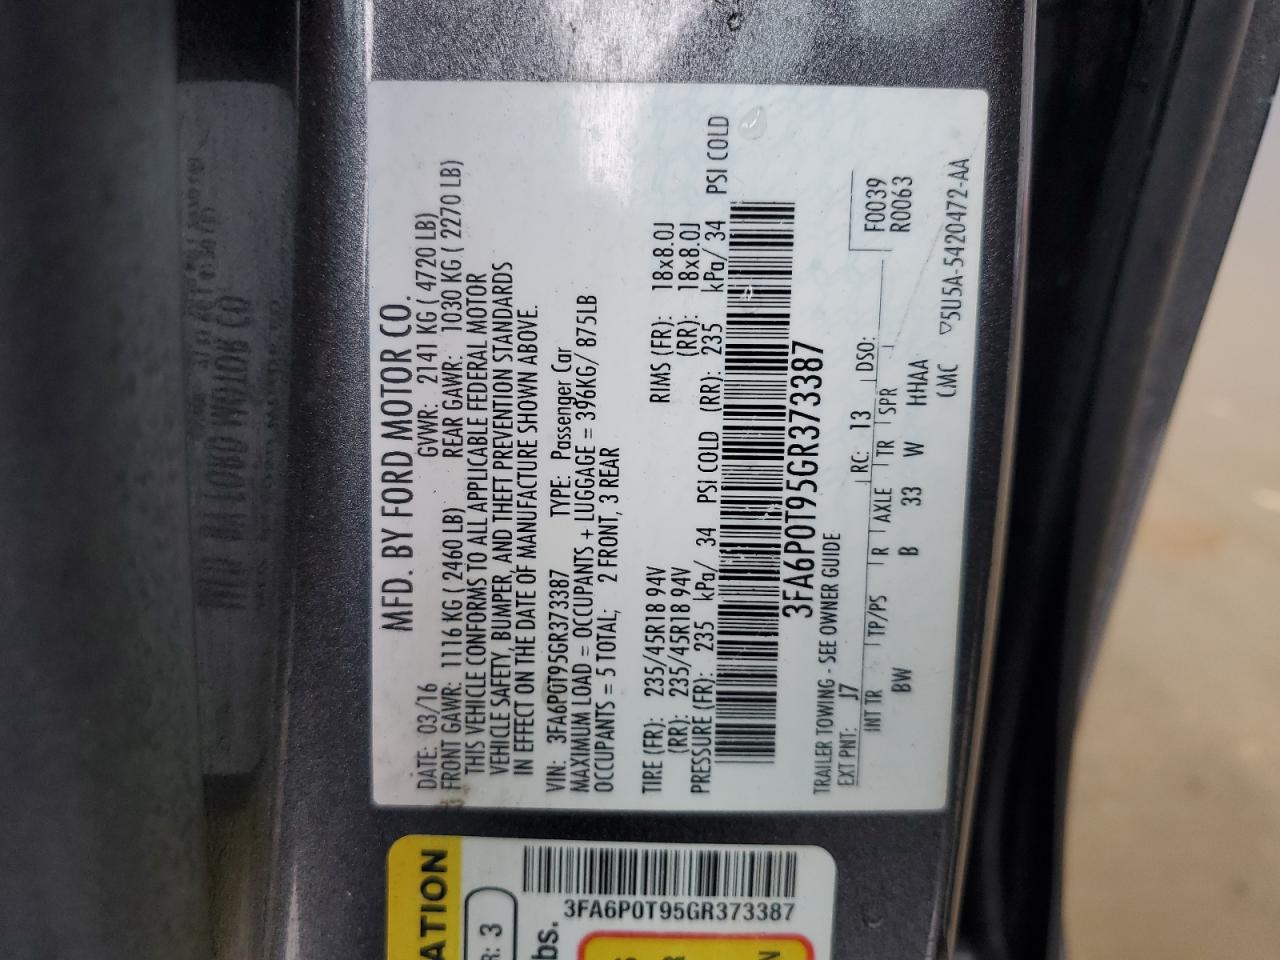 MFD. BY FORD MOTOR CO.
DATE: 03/16 GVWR: 2141 KG ( 4720 LB)
FRONT GAWR: 1116 KG ( 2460 LB) REAR GAWR: 1030 KG ( 2270 LB)
THIS VEHICLE CONFORMS TO ALL APPLICABLE FEDERAL MOTOR
VEHICLE SAFETY, BUMPER, AND THEFT PREVENTION STANDARDS
IN EFFECT ON THE DATE OF MANUFACTURE SHOWN ABOVE.
VIN: 3FA6P0T95GR373387 TYPE: Passenger Car
MAXIMUM LOAD = OCCUPANTS + LUGGAGE = 396KG/ 875LB
OCCUPANTS = 5 TOTAL; 2 FRONT, 3 REAR
TIRE (FR): 235/45R18 94V RIMS (FR): 18x8.0J
(RR): 235/45R18 94V (RR): 18x8.0J
PRESSURE (FR): 235 kPa/ 34 PSI COLD (RR): 235 kPa/ 34 PSI COLD
3FA6P0T95GR373387
TRAILER TOWING - SEE OWNER GUIDE
EXT PNT: J7 RC: 13 DSO: F0039
INT TR TP/PS R AXLE TR SPR R0063
BW B 33 W HHAA
LMC ▽5U5A-5420472-AA
ATION
R: 3
bs.
3FA6P0T95GR373387